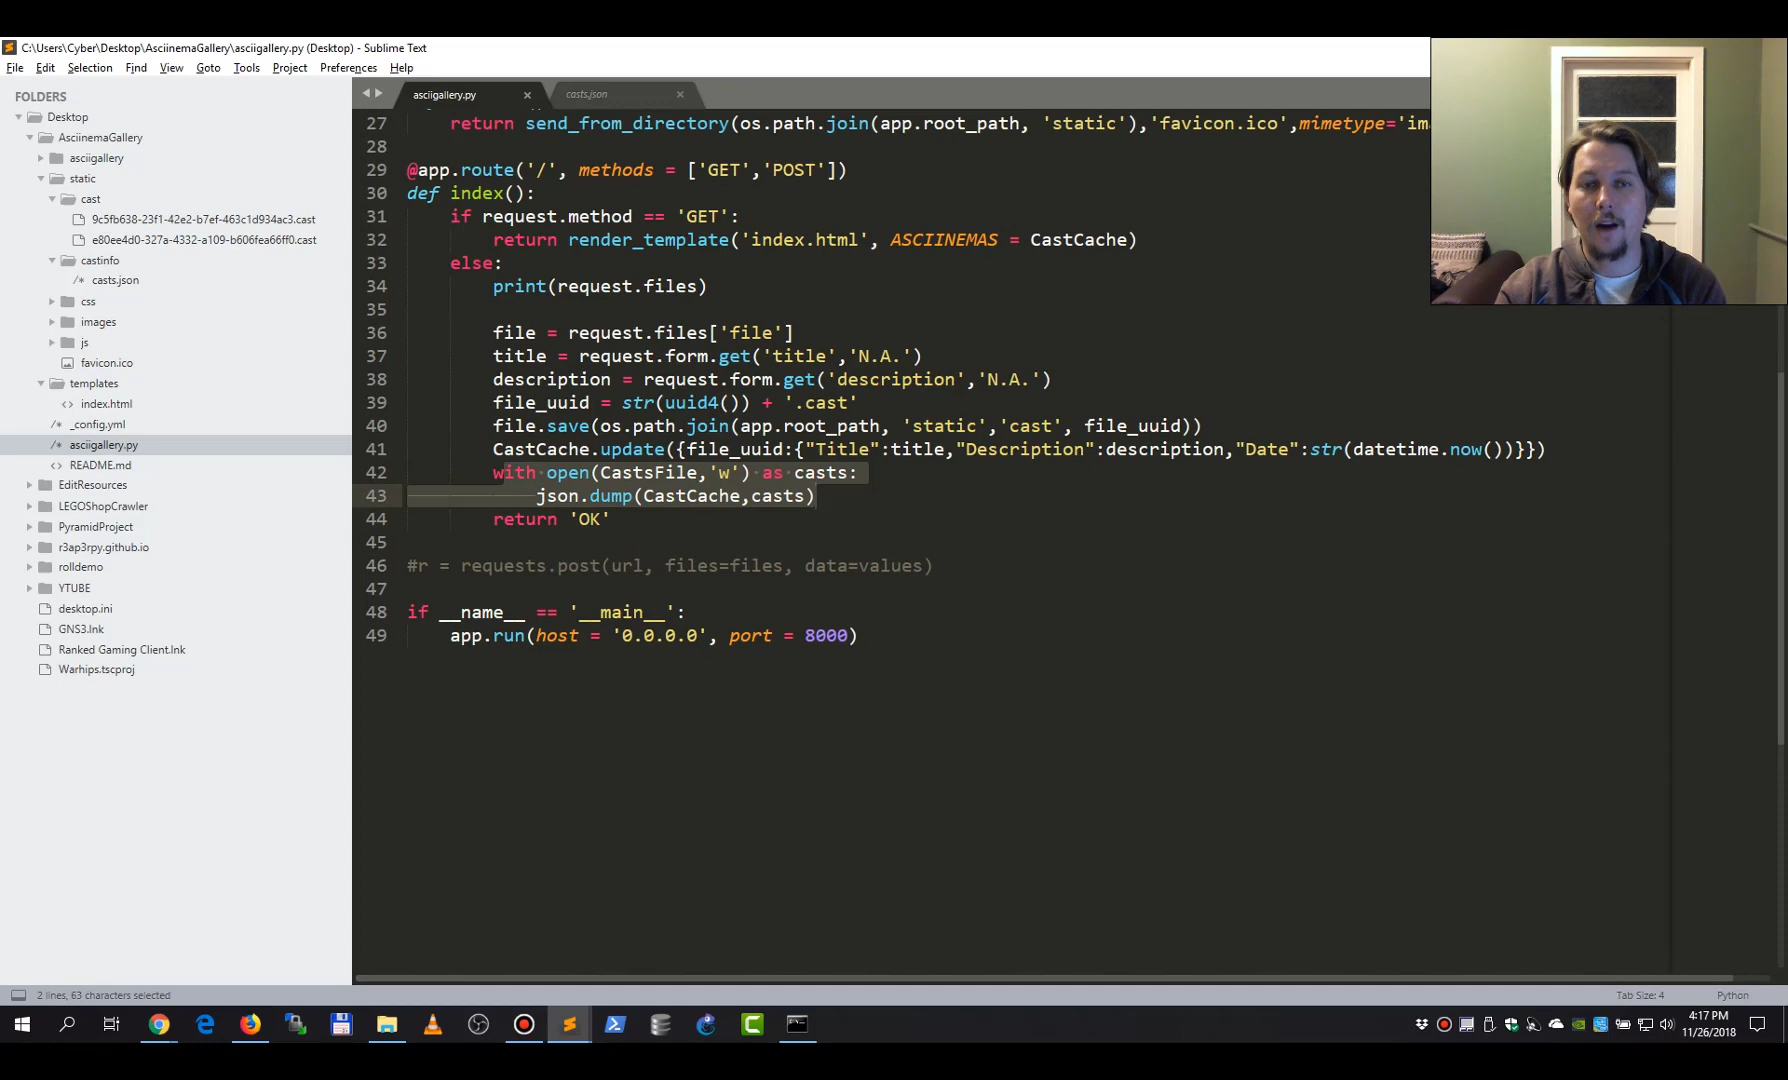 C:\Users\Cyber\Desktop\AsciinemaGallery\asciigallery.py (Desktop) - Sublime Text
File Edit Selection Find View Goto Tools Project Preferences Help
FOLDERS
Desktop
AsciinemaGallery
asciigallery
static
cast
9c5fb638-23f1-42e2-b7ef-463c1d934ac3.cast
e80ee4d0-327a-4332-a109-b606fea66ff0.cast
castinfo
casts.json
css
images
js
favicon.ico
templates
index.html
_config.yml
asciigallery.py
README.md
EditResources
LEGOShopCrawler
PyramidProject
r3ap3rpy.github.io
rolldemo
YTUBE
desktop.ini
GNS3.lnk
Ranked Gaming Client.lnk
Warhips.tscproj
asciigallery.py casts.json
27 return send_from_directory(os.path.join(app.root_path, 'static'),'favicon.ico',mimetype='im
28
29 @app.route('/', methods = ['GET','POST'])
30 def index():
31 if request.method == 'GET':
32 return render_template('index.html', ASCIINEMAS = CastCache)
33 else:
34 print(request.files)
35
36 file = request.files['file']
37 title = request.form.get('title','N.A.')
38 description = request.form.get('description','N.A.')
39 file_uuid = str(uuid4()) + '.cast'
40 file.save(os.path.join(app.root_path, 'static','cast', file_uuid))
41 CastCache.update({file_uuid:{"Title":title,"Description":description,"Date":str(datetime.now())}})
42 with open(CastsFile,'w') as casts:
43 json.dump(CastCache,casts)
44 return 'OK'
45
46 #r = requests.post(url, files=files, data=values)
47
48 if __name__ == '__main__':
49 app.run(host = '0.0.0.0', port = 8000)
2 lines, 63 characters selected
Tab Size: 4 Python
4:17 PM
11/26/2018